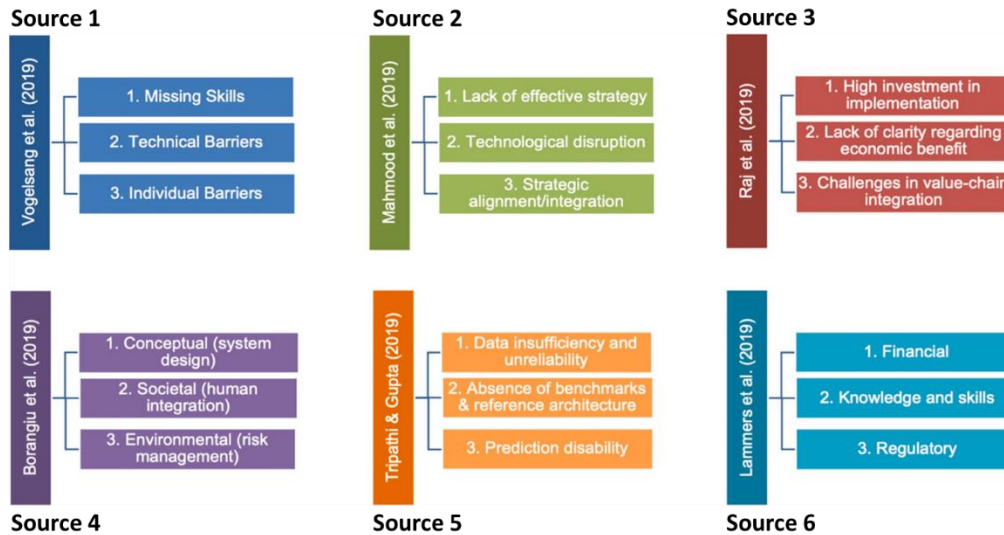 Source 1
Source 2
Source 3
Vogelsang et al. (2019)
1. Missing Skills
2. Technical Barriers
3. Individual Barriers
Mahmood et al. (2019)
1. Lack of effective strategy
2. Technological disruption
3. Strategic
alignment/integration
Raj et al. (2019)
1. High investment in
implementation
2. Lack of clarity regarding
economic benefit
3. Challenges in value-chain
integration
Borangiu et al. (2019)
1. Conceptual (system
design)
2. Societal (human
integration)
3. Environmental (risk
management)
Tripathi & Gupta (2019)
1. Data insufficiency and
unreliability
2. Absence of benchmarks
& reference architecture
3. Prediction disability
Lammers et al. (2019)
1. Financial
2. Knowledge and skills
3. Regulatory
Source 4
Source 5
Source 6